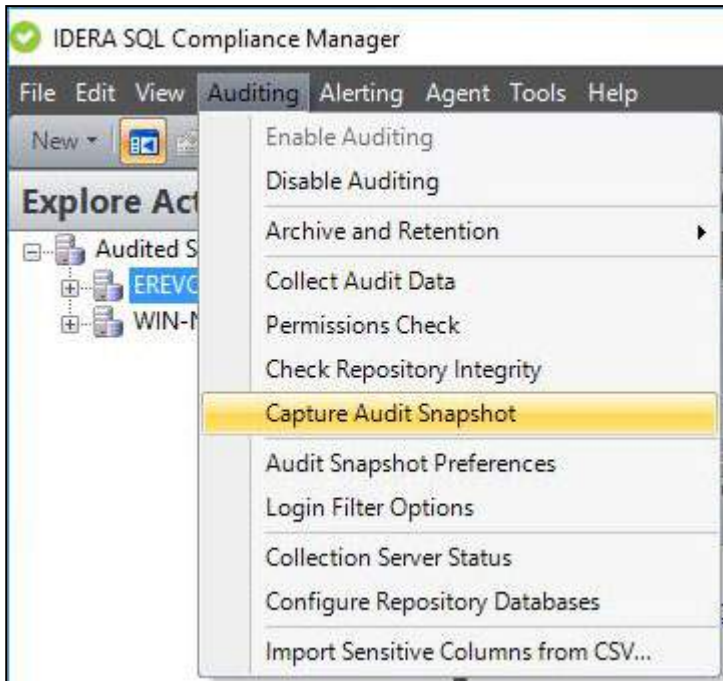 IDERA SQL Compliance Manager
File Edit View Auditing Alerting Agent Tools Help
New
Enable Auditing
Disable Auditing
Archive and Retention
Collect Audit Data
Permissions Check
Check Repository Integrity
Capture Audit Snapshot
Audit Snapshot Preferences
Login Filter Options
Collection Server Status
Configure Repository Databases
Import Sensitive Columns from CSV...
Explore Act
Audited S
EREVO
WIN-N